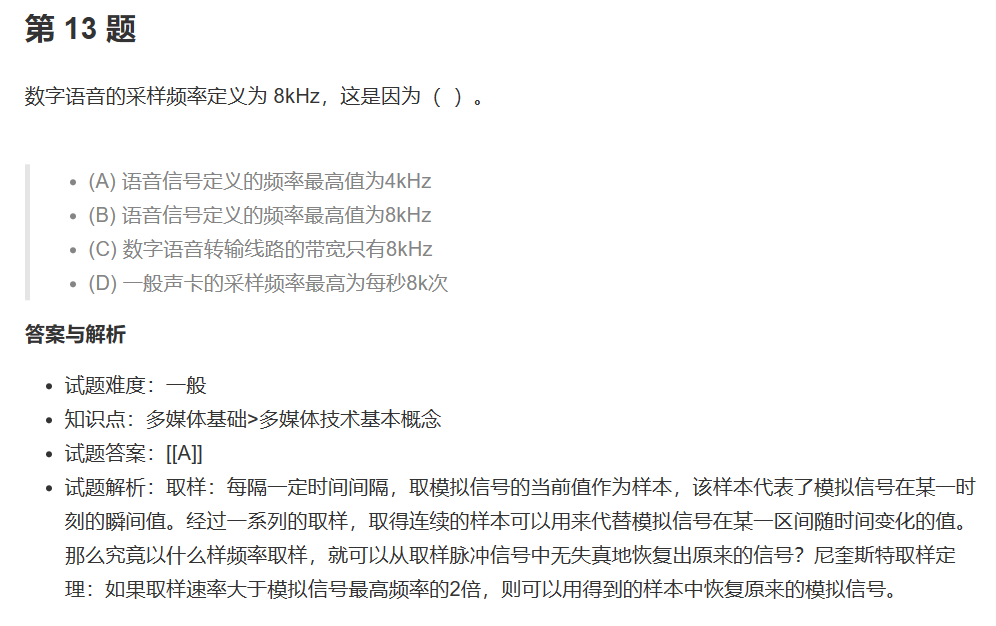 第 13 题
数字语音的采样频率定义为 8kHz，这是因为（  ）。
(A) 语音信号定义的频率最高值为4kHz
(B) 语音信号定义的频率最高值为8kHz
(C) 数字语音转输线路的带宽只有8kHz
(D) 一般声卡的采样频率最高为每秒8k次
答案与解析
试题难度：一般
知识点：多媒体基础>多媒体技术基本概念
试题答案：[[A]]
试题解析：取样：每隔一定时间间隔，取模拟信号的当前值作为样本，该样本代表了模拟信号在某一时
刻的瞬间值。经过一系列的取样，取得连续的样本可以用来代替模拟信号在某一区间随时间变化的值。
那么究竟以什么样频率取样，就可以从取样脉冲信号中无失真地恢复出原来的信号？尼奎斯特取样定
理：如果取样速率大于模拟信号最高频率的2倍，则可以用得到的样本中恢复原来的模拟信号。